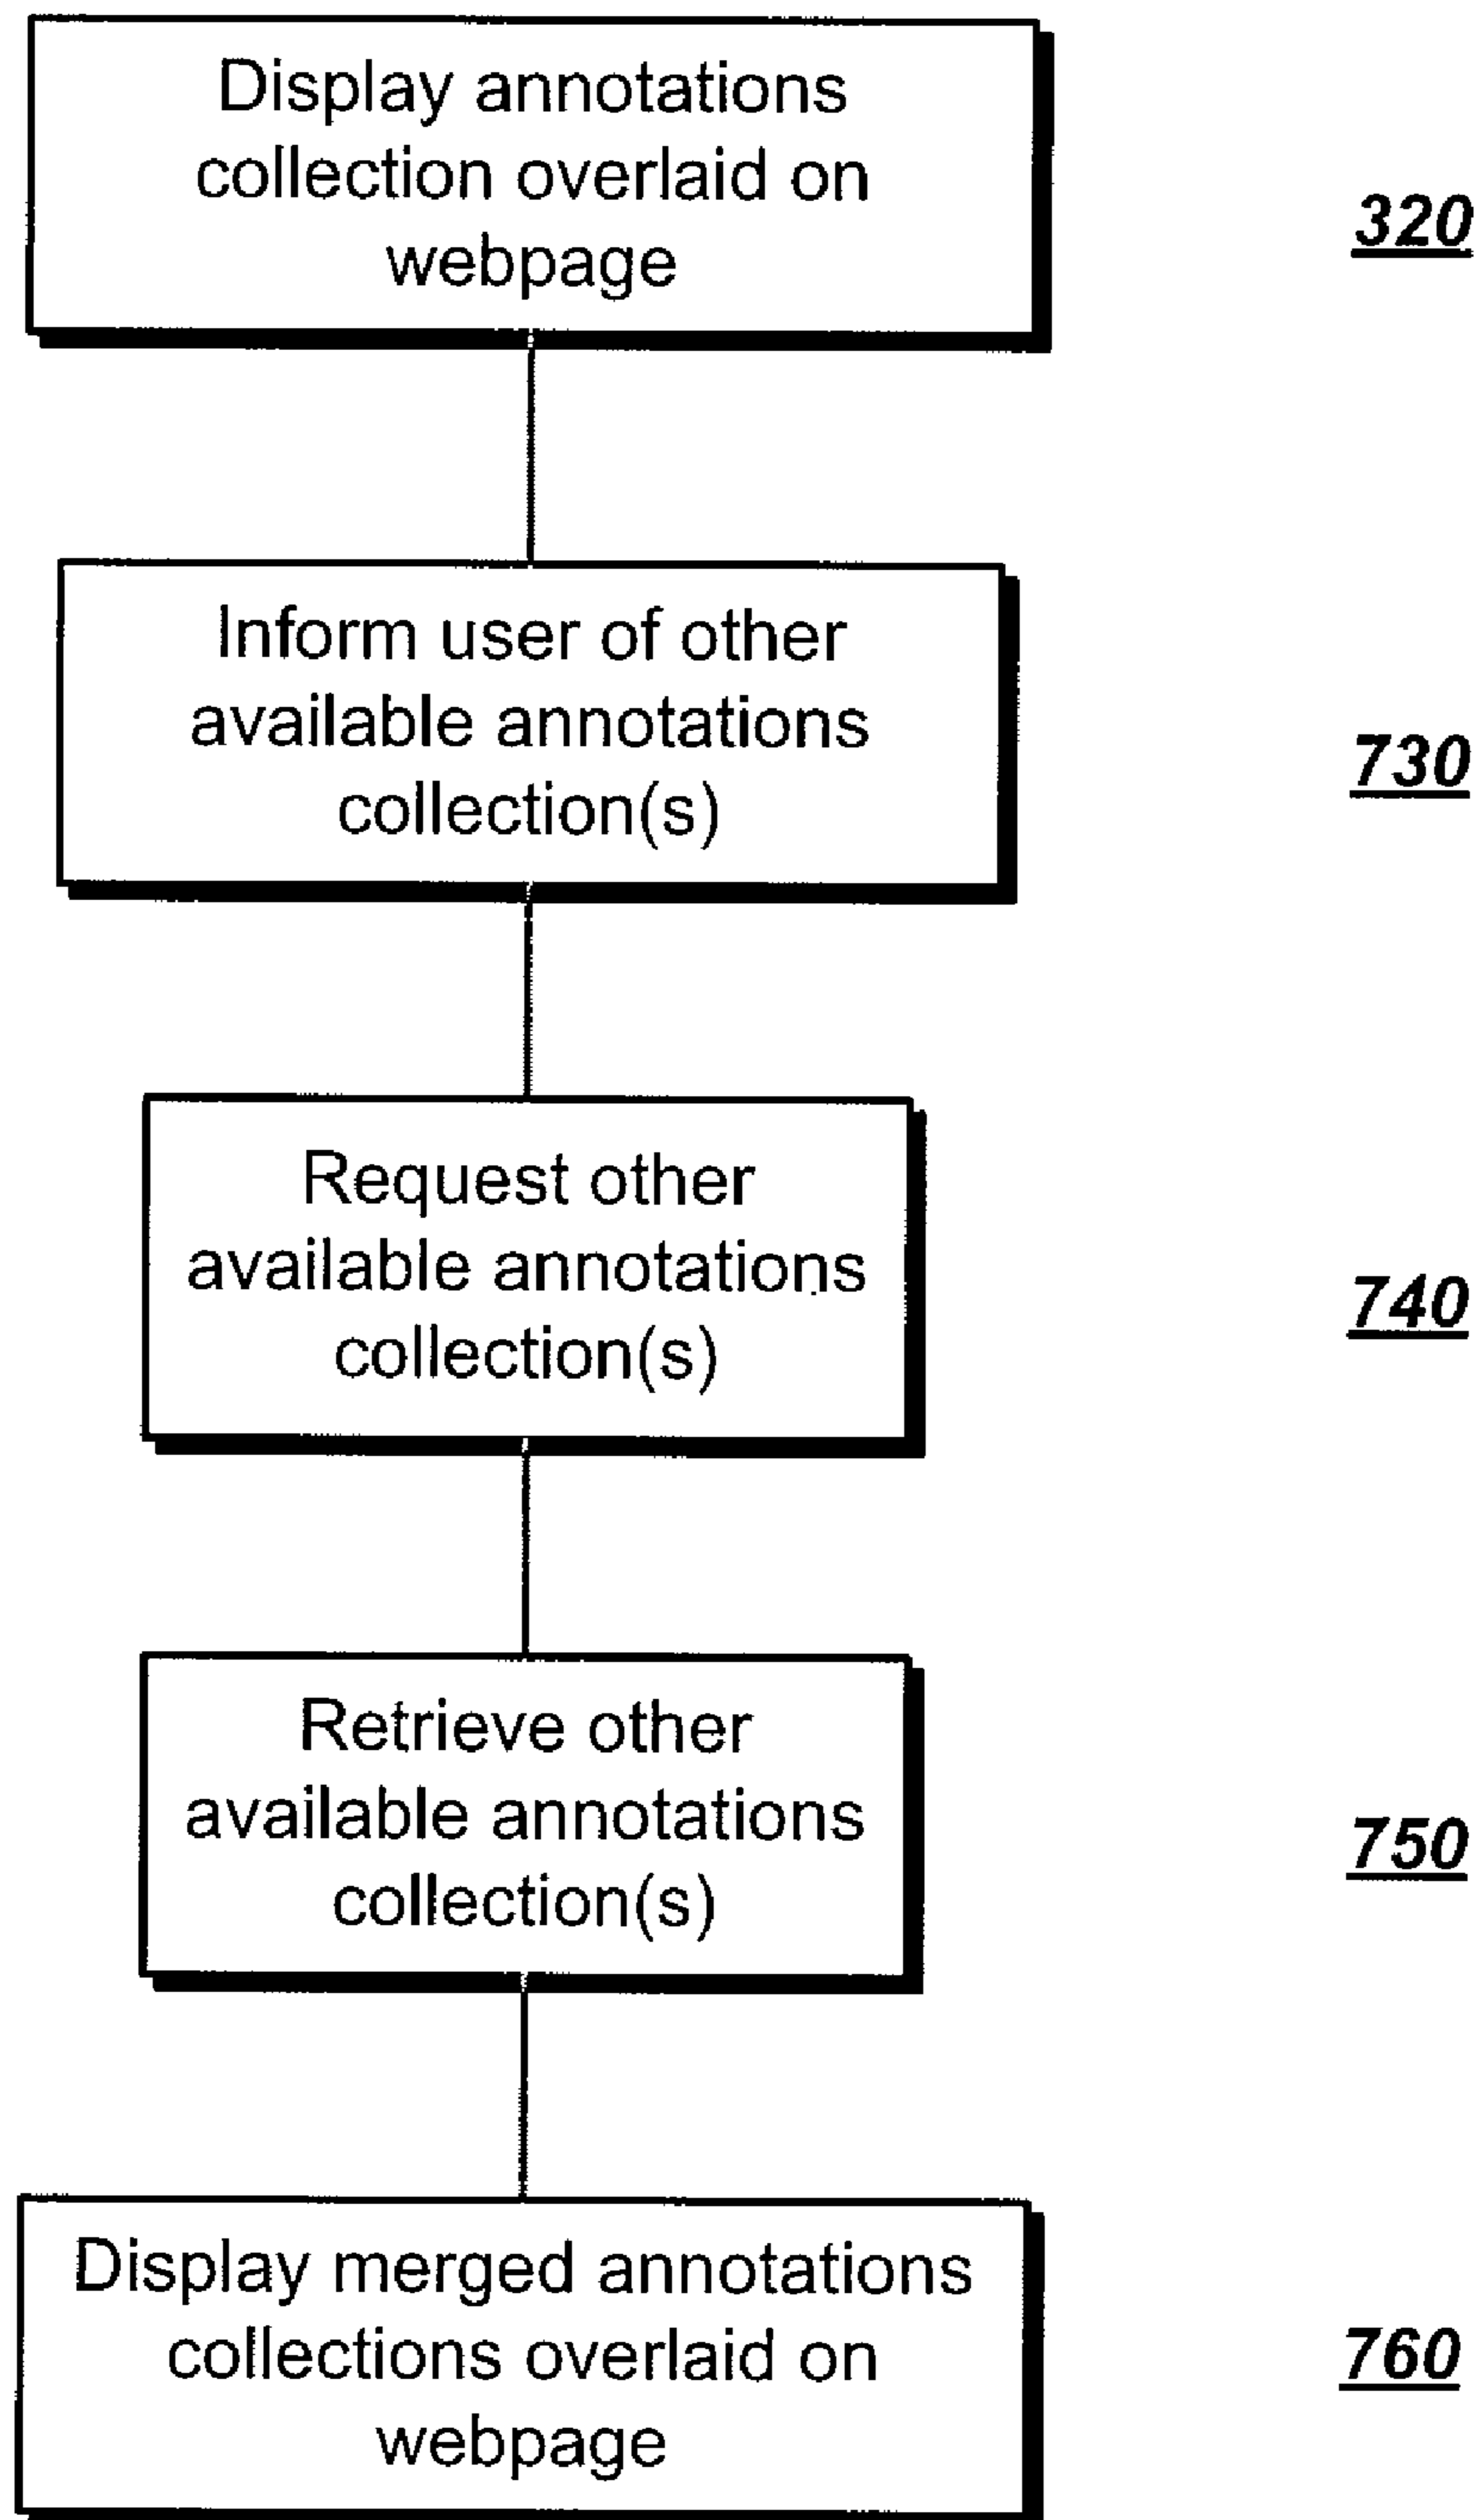 Display annotations
collection overlaid on
webpage
320
Inform user of other
available annotations
collection(s)
730
Request other
available annotations
collection(s)
740
Retrieve other
available annotations
collection(s)
750
Display merged annotations
collections overlaid on
webpage
760